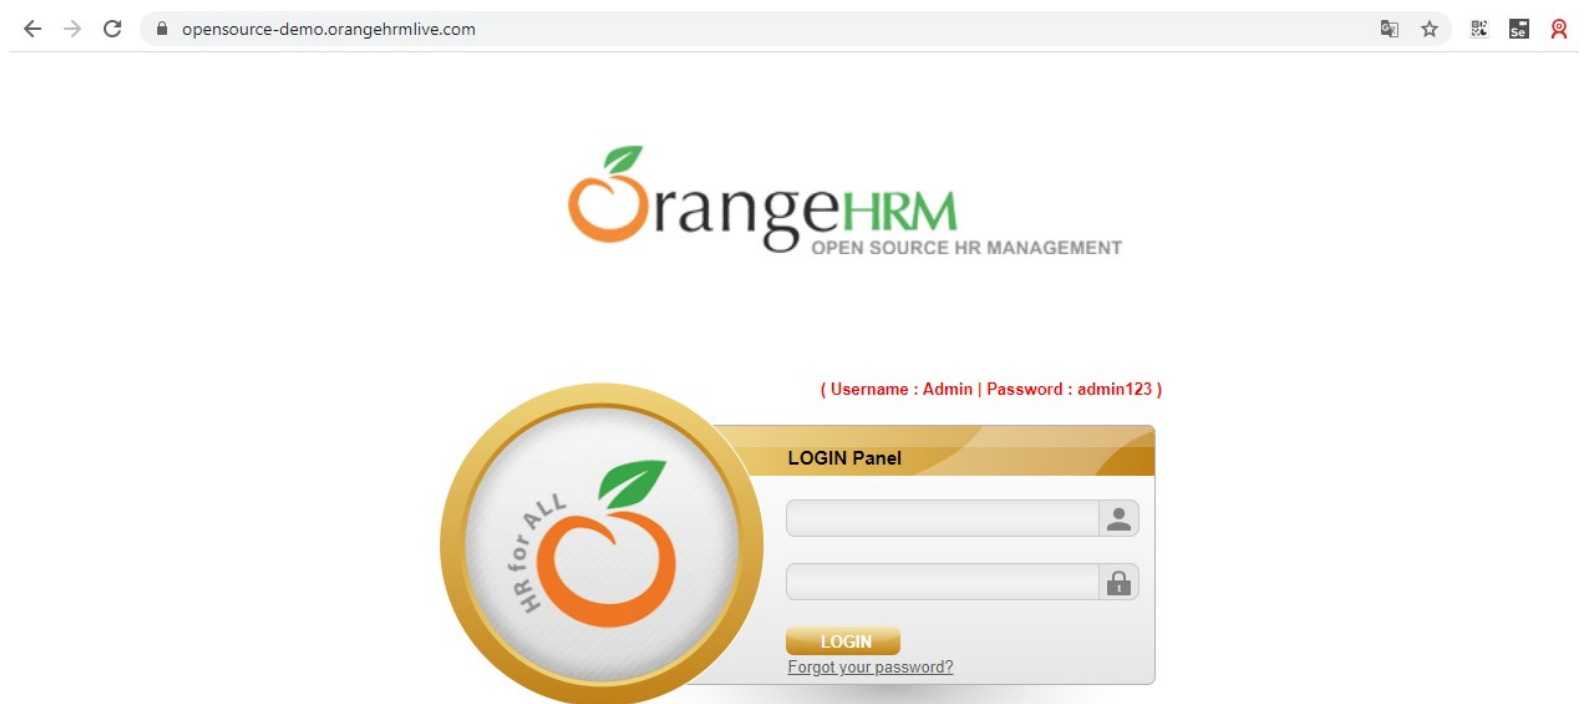 opensource-demo.orangehrmlive.com
Se
OrangeHRM
OPEN SOURCE HR MANAGEMENT
( Username : Admin | Password : admin123 )
LOGIN Panel
HR for ALL
LOGIN
Forgot your password?